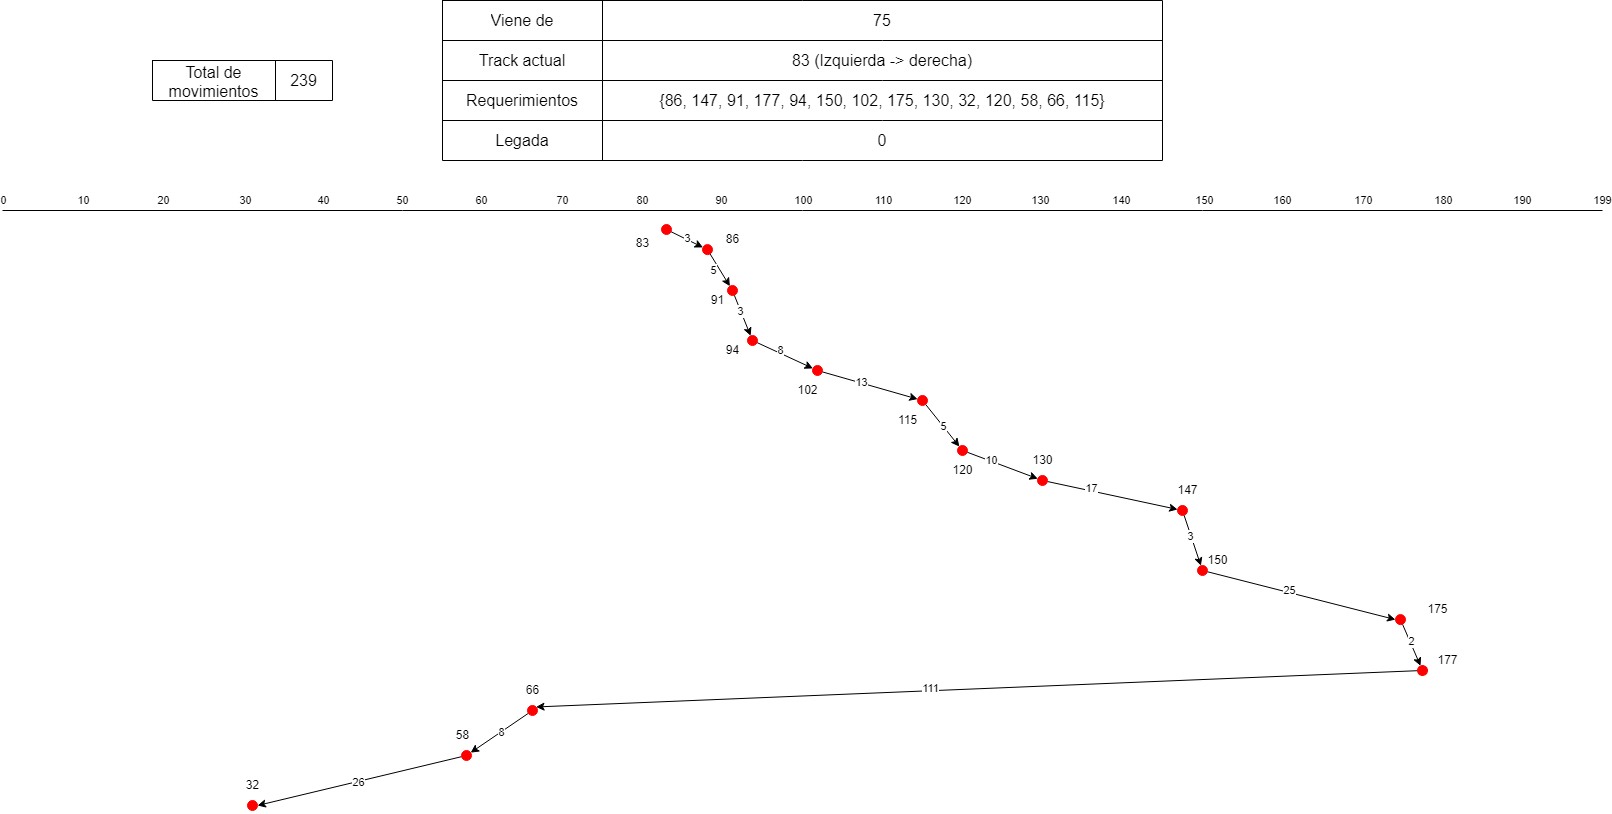 Viene de 75
Total de
movimientos 239
Track actual 83 (Izquierda -> derecha)
Requerimientos {86, 147, 91, 177, 94, 150, 102, 175, 130, 32, 120, 58, 66, 115}
Legada 0
0 10 20 30 40 50 60 70 80 90 100 110 120 130 140 150 160 170 180 190 199
83 3 86
5
91
3
94 8
102 13
115 5
120 10 130
17 147
3
150
25 175
2
177
111
66
8
58
26
32